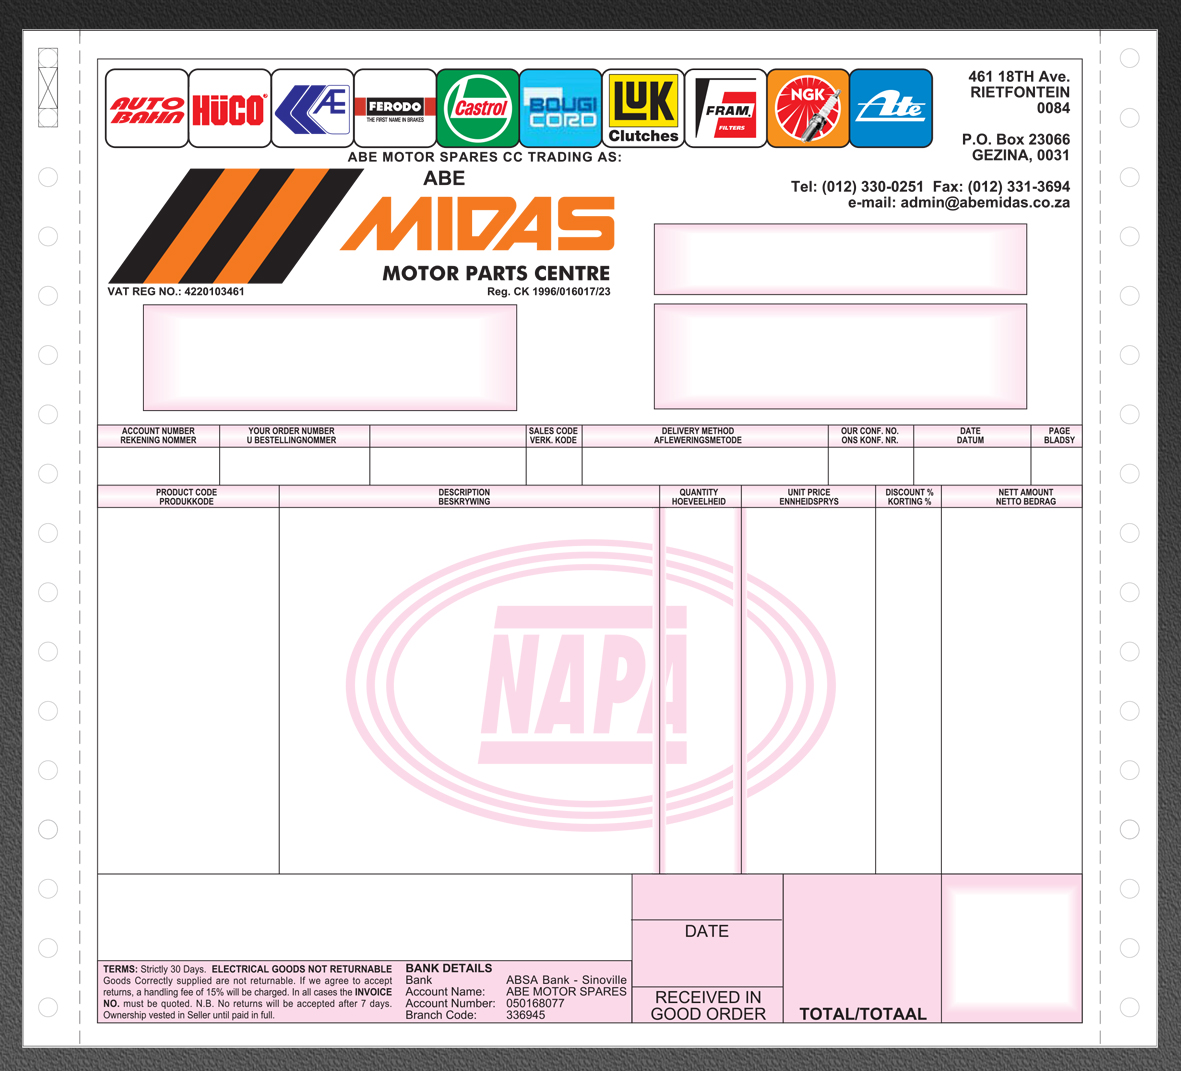 AUTO BAHN
HÜCO®
AE
FERODO
THE FIRST NAME IN BRAKES
Castrol
BOUGI CORD
LUK
Clutches
FRAM.
FILTERS
NGK
Ate
461 18TH Ave.
RIETFONTEIN
0084
P.O. Box 23066
GEZINA, 0031
Tel: (012) 330-0251 Fax: (012) 331-3694
e-mail: admin@abemidas.co.za
ABE MOTOR SPARES CC TRADING AS:
ABE
MIDAS
MOTOR PARTS CENTRE
VAT REG NO.: 4220103461
Reg. CK 1996/016017/23
ACCOUNT NUMBER
REKENING NOMMER
YOUR ORDER NUMBER
U BESTELLINGNOMMER
SALES CODE
VERK. KODE
DELIVERY METHOD
AFLEWERINGSMETODE
OUR CONF. NO.
ONS KONF. NR.
DATE
DATUM
PAGE
BLADSY
PRODUCT CODE
PRODUKKODE
DESCRIPTION
BESKRYWING
QUANTITY
HOEVEELHEID
UNIT PRICE
ENNHEIDSPRYS
DISCOUNT %
KORTING %
NETT AMOUNT
NETTO BEDRAG
NAPA
TERMS: Strictly 30 Days. ELECTRICAL GOODS NOT RETURNABLE
Goods Correctly supplied are not returnable. If we agree to accept
returns, a handling fee of 15% will be charged. In all cases the INVOICE
NO. must be quoted. N.B. No returns will be accepted after 7 days.
Ownership vested in Seller until paid in full.
BANK DETAILS
Bank ABSA Bank - Sinoville
Account Name: ABE MOTOR SPARES
Account Number: 050168077
Branch Code: 336945
DATE
RECEIVED IN
GOOD ORDER
TOTAL/TOTAAL